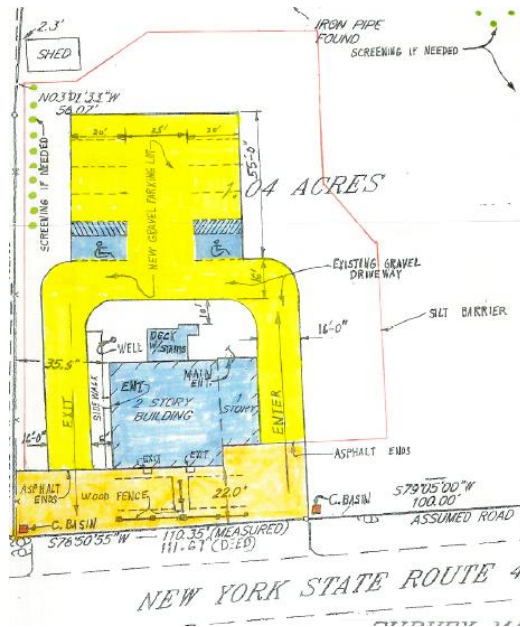 2.3'
SHED
IRON PIPE
FOUND
SCREENING IF NEEDED
N03°01'33"W
56.07'
SCREENING IF NEEDED
20'
25'
20'
55'-0"
NEW GRAVEL PARKING LOT
1.04 ACRES
EXISTING GRAVEL
DRIVEWAY
16'
10'
16'-0"
SILT BARRIER
WELL
DECK
W/STAIRS
35.5'
MAIN
ENT.
ENT.
SIDEWALK
2 STORY
BUILDING
1
STORY
EXIT
ENTER
16'-0"
5'
EXIT
EXIT
ASPHALT ENDS
ASPHALT
ENDS
WOOD FENCE
22.0'
C. BASIN
C. BASIN
S79°05'00"W
100.00'
ASSUMED ROAD
S76°50'55"W
110.35' (MEASURED)
111.67' (DEED)
NEW YORK STATE ROUTE 4